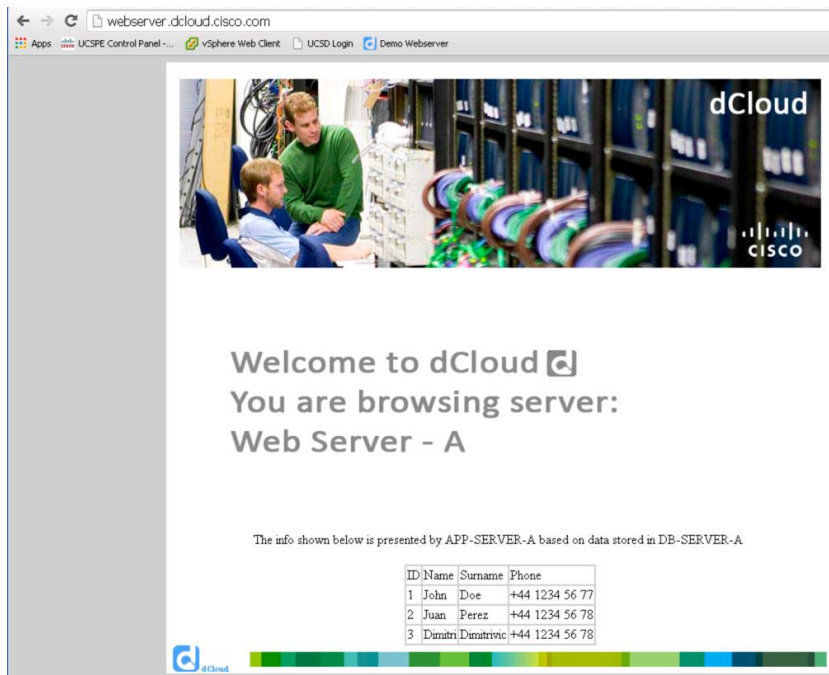 webserver.dcloud.cisco.com
Apps UCSPE Control Panel -... vSphere Web Client UCSD Login Demo Webserver
dCloud
CISCO
Welcome to dCloud
You are browsing server:
Web Server - A
The info shown below is presented by APP-SERVER-A based on data stored in DB-SERVER-A
ID Name Surname Phone
1 John Doe +44 1234 56 77
2 Juan Perez +44 1234 56 78
3 Dimitri Dimitrivic +44 1234 56 78
dCloud